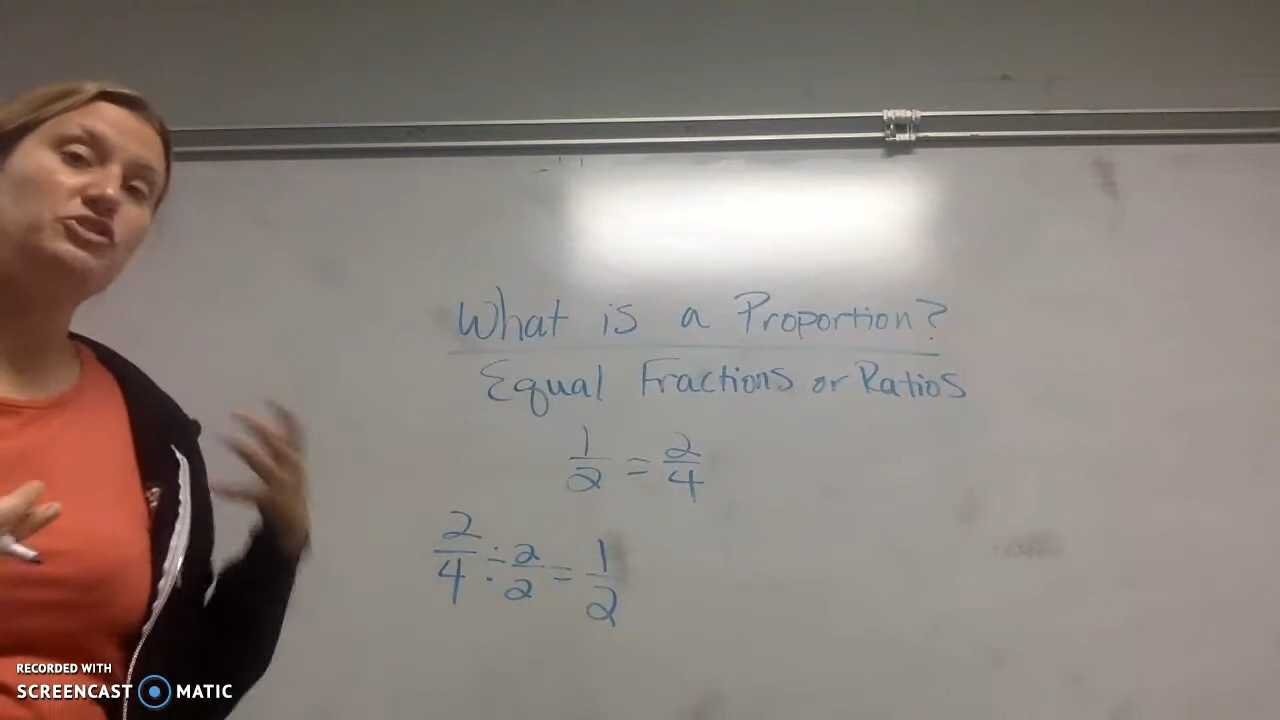 What is a Proportion?
Equal Fractions or Ratios
1/2 = 2/4
2/4 ÷ 2/2 = 1/2
RECORDED WITH
SCREENCAST MATIC